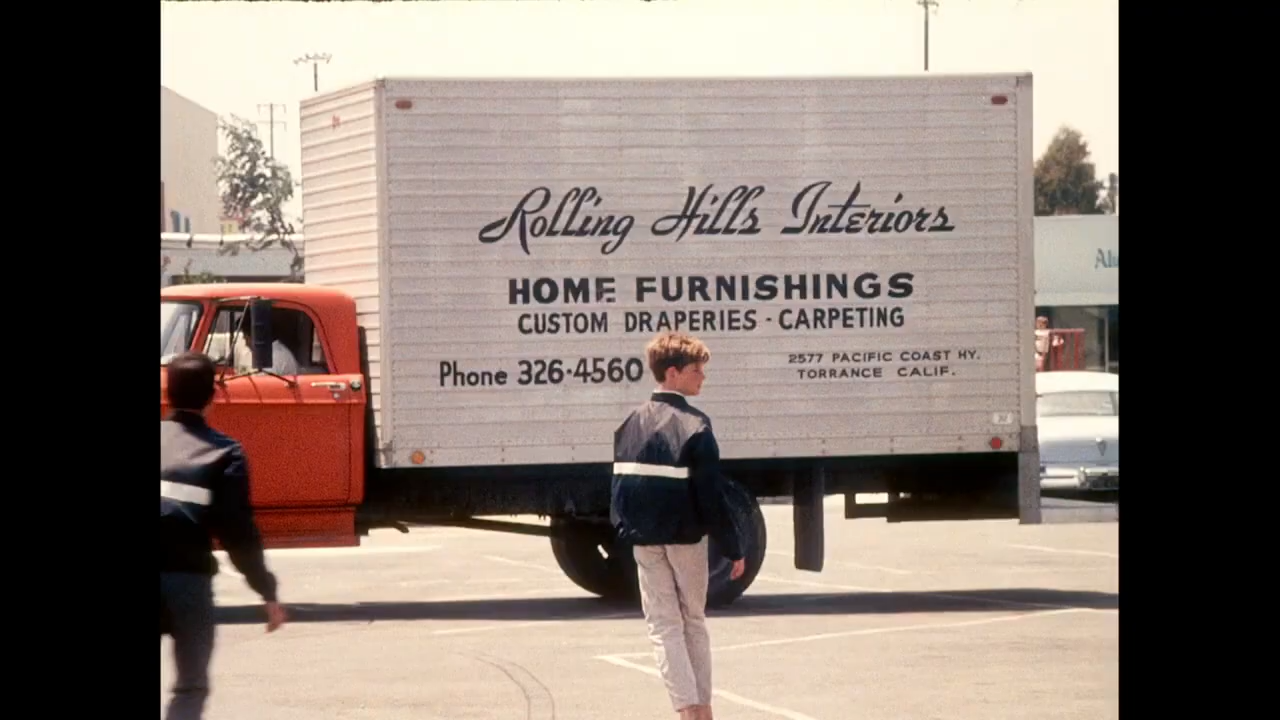 Rolling Hills Interiors
HOME FURNISHINGS
CUSTOM DRAPERIES - CARPETING
Phone 326·4560
2577 PACIFIC COAST HY.
TORRANCE CALIF.